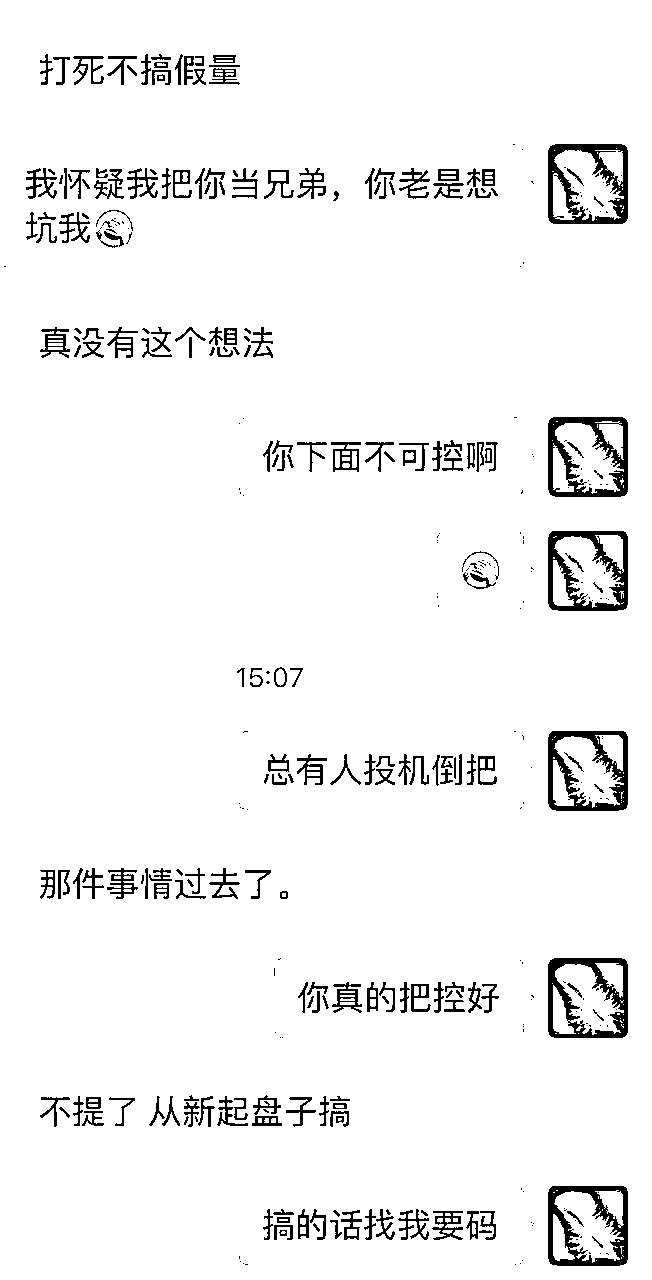 打死不搞假量
我怀疑我把你当兄弟，你老是想
坑我
真没有这个想法
你下面不可控啊
15:07
总有人投机倒把
那件事情过去了。
你真的把控好
不提了 从新起盘子搞
搞的话找我要码